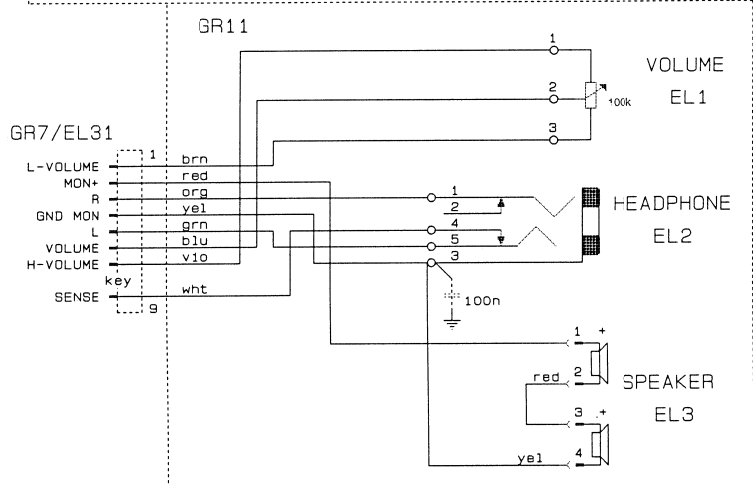 GR11
1
VOLUME
EL1
2
100k
3
GR7/EL31
1
L-VOLUME
brn
MON+
red
R
org
GND MON
yel
L
grn
VOLUME
blu
H-VOLUME
vio
key
SENSE
wht
9
1
2
4
5
3
HEADPHONE
EL2
100n
1 +
2
red
SPEAKER
EL3
3 +
4
yel